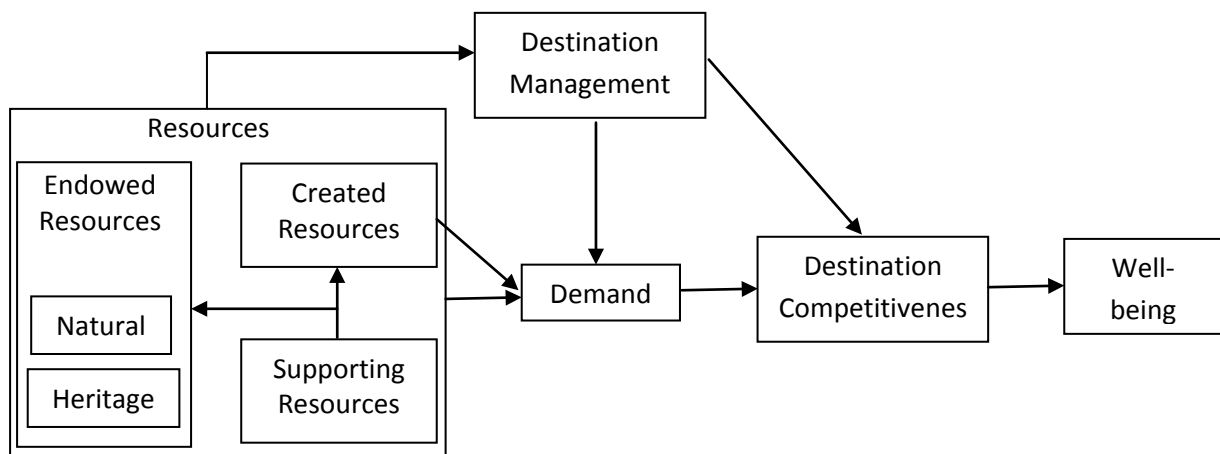 Destination
Management
Resources
Endowed
Resources
Natural
Heritage
Created
Resources
Supporting
Resources
Demand
Destination
Competitivenes
Well-
being